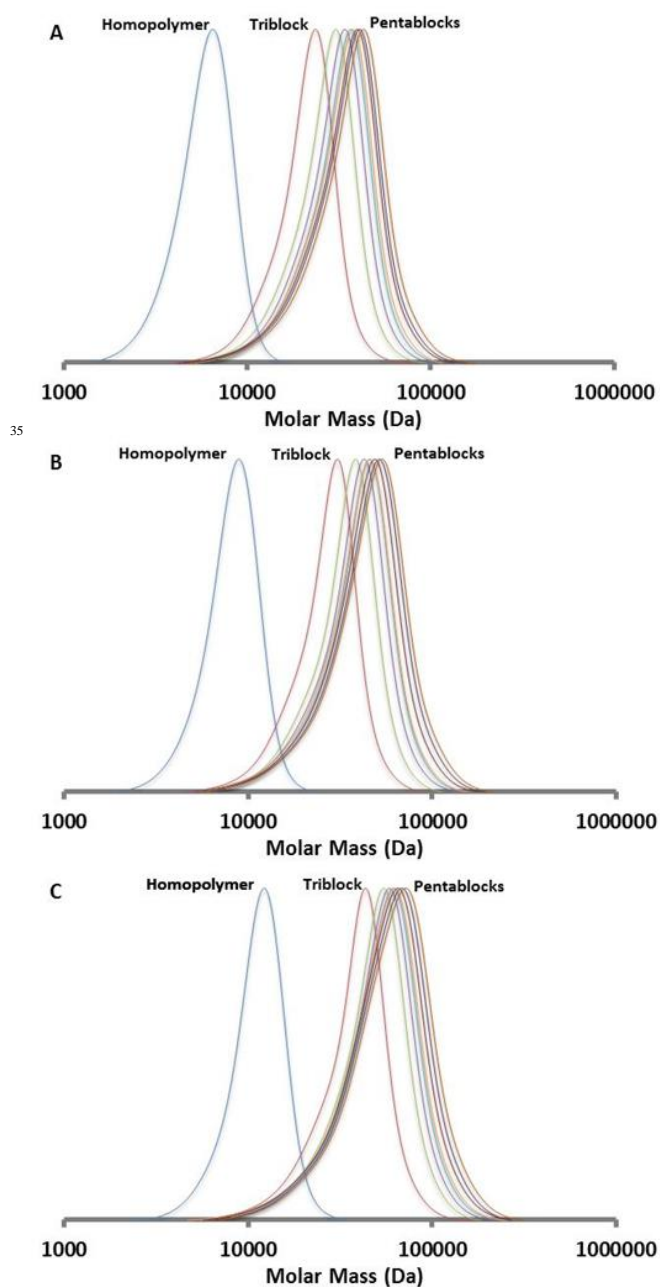 A Homopolymer Triblock Pentablocks
1000 10000 100000 1000000
Molar Mass (Da)
35
B Homopolymer Triblock Pentablocks
1000 10000 100000 1000000
Molar Mass (Da)
C Homopolymer Triblock Pentablocks
1000 10000 100000 1000000
Molar Mass (Da)